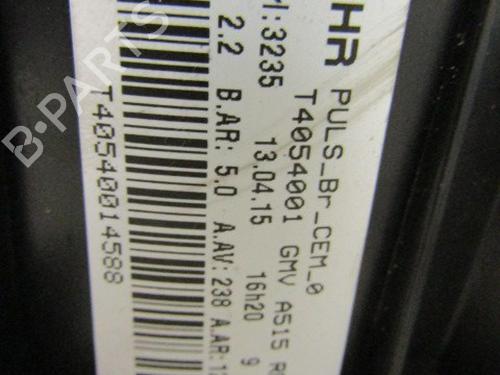 HR
PULS_Br_CEM_0
T4054001 GMV A515
:3235 13.04.15 16h20 9
2.2 B.AR: 5.0 A.AV: 238 A.AR:
T40540014588
B-PARTS